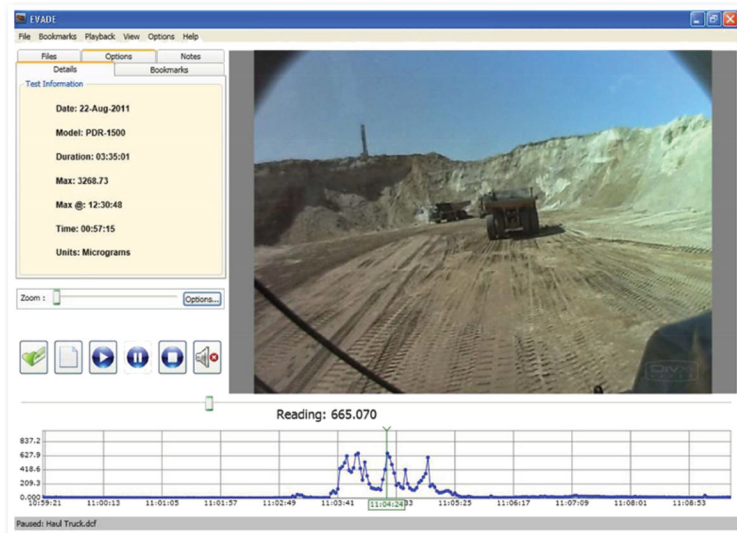 EVADE
File Bookmarks Playback View Options Help
Files Options Notes
Details Bookmarks
Test Information
Date: 22-Aug-2011
Model: PDR-1500
Duration: 03:35:01
Max: 3268.73
Max @: 12:30:48
Time: 00:57:15
Units: Micrograms
Zoom :
Options...
DivX
Reading: 665.070
837.2
627.9
418.6
209.3
0.000
10:59:21 11:00:13 11:01:05 11:01:57 11:02:49 11:03:41 11:04:24 33 11:05:25 11:06:17 11:07:09 11:08:01 11:08:53
Paused: Haul Truck.dcf